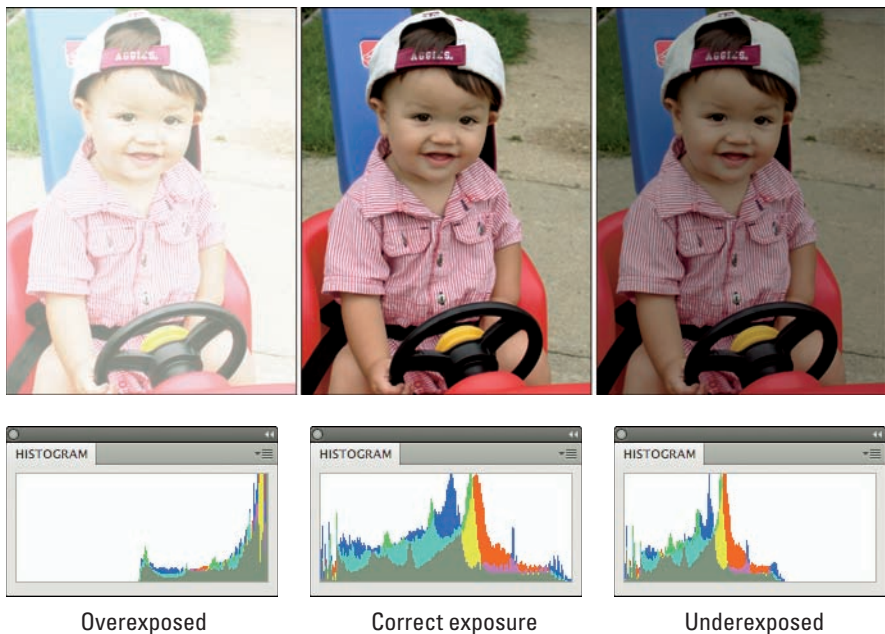 AGGIES.
AGGIES.
AGGIES.
HISTOGRAM
HISTOGRAM
HISTOGRAM
Overexposed
Correct exposure
Underexposed